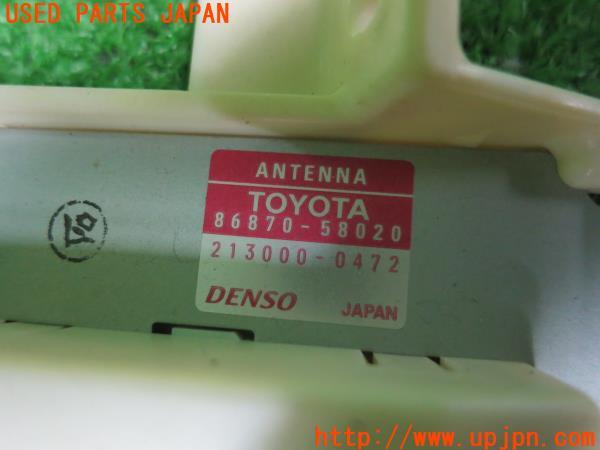 USED PARTS JAPAN
ANTENNA
TOYOTA
86870-58020
213000-0472
DENSO JAPAN
http://www.upjpn.com